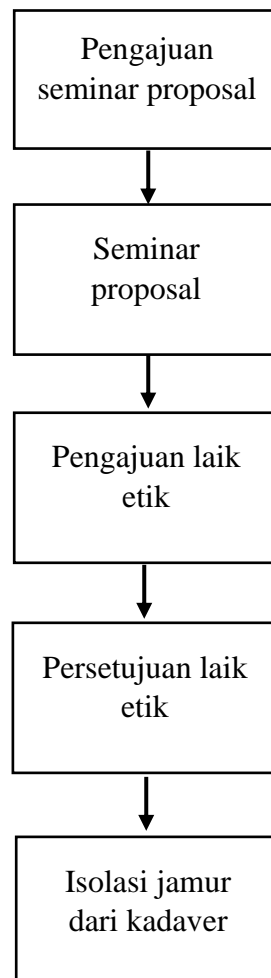 Pengajuan
seminar proposal
Seminar
proposal
Pengajuan laik
etik
Persetujuan laik
etik
Isolasi jamur
dari kadaver